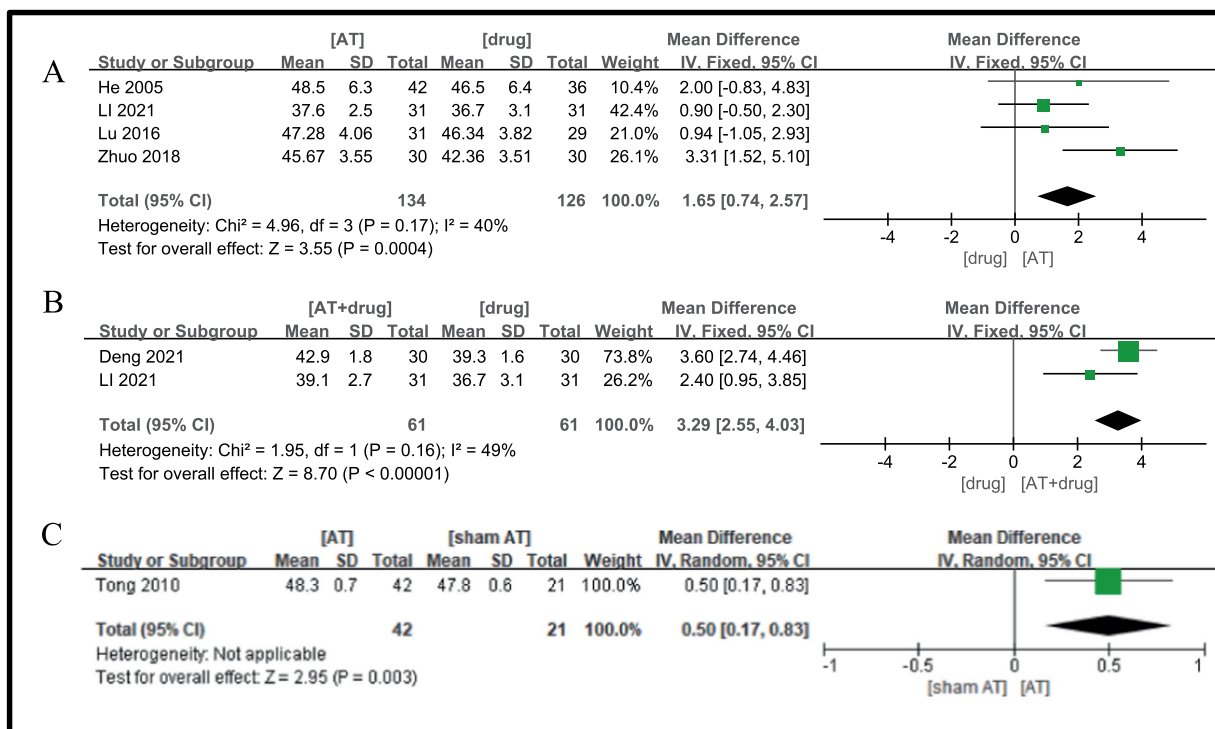 A
[AT] [drug] Mean Difference Mean Difference
Study or Subgroup Mean SD Total Mean SD Total Weight IV, Fixed, 95% CI IV, Fixed, 95% CI
He 2005 48.5 6.3 42 46.5 6.4 36 10.4% 2.00 [-0.83, 4.83]
LI 2021 37.6 2.5 31 36.7 3.1 31 42.4% 0.90 [-0.50, 2.30]
Lu 2016 47.28 4.06 31 46.34 3.82 29 21.0% 0.94 [-1.05, 2.93]
Zhuo 2018 45.67 3.55 30 42.36 3.51 30 26.1% 3.31 [1.52, 5.10]
Total (95% CI) 134 126 100.0% 1.65 [0.74, 2.57]
Heterogeneity: Chi² = 4.96, df = 3 (P = 0.17); I² = 40%
Test for overall effect: Z = 3.55 (P = 0.0004)
-4 -2 0 2 4
[drug] [AT]
B
[AT+drug] [drug] Mean Difference Mean Difference
Study or Subgroup Mean SD Total Mean SD Total Weight IV, Fixed, 95% CI IV, Fixed, 95% CI
Deng 2021 42.9 1.8 30 39.3 1.6 30 73.8% 3.60 [2.74, 4.46]
LI 2021 39.1 2.7 31 36.7 3.1 31 26.2% 2.40 [0.95, 3.85]
Total (95% CI) 61 61 100.0% 3.29 [2.55, 4.03]
Heterogeneity: Chi² = 1.95, df = 1 (P = 0.16); I² = 49%
Test for overall effect: Z = 8.70 (P < 0.00001)
-4 -2 0 2 4
[drug] [AT+drug]
C
[AT] [sham AT] Mean Difference Mean Difference
Study or Subgroup Mean SD Total Mean SD Total Weight IV, Random, 95% CI IV, Random, 95% CI
Tong 2010 48.3 0.7 42 47.8 0.6 21 100.0% 0.50 [0.17, 0.83]
Total (95% CI) 42 21 100.0% 0.50 [0.17, 0.83]
Heterogeneity: Not applicable
Test for overall effect: Z = 2.95 (P = 0.003)
-1 -0.5 0 0.5 1
[sham AT] [AT]